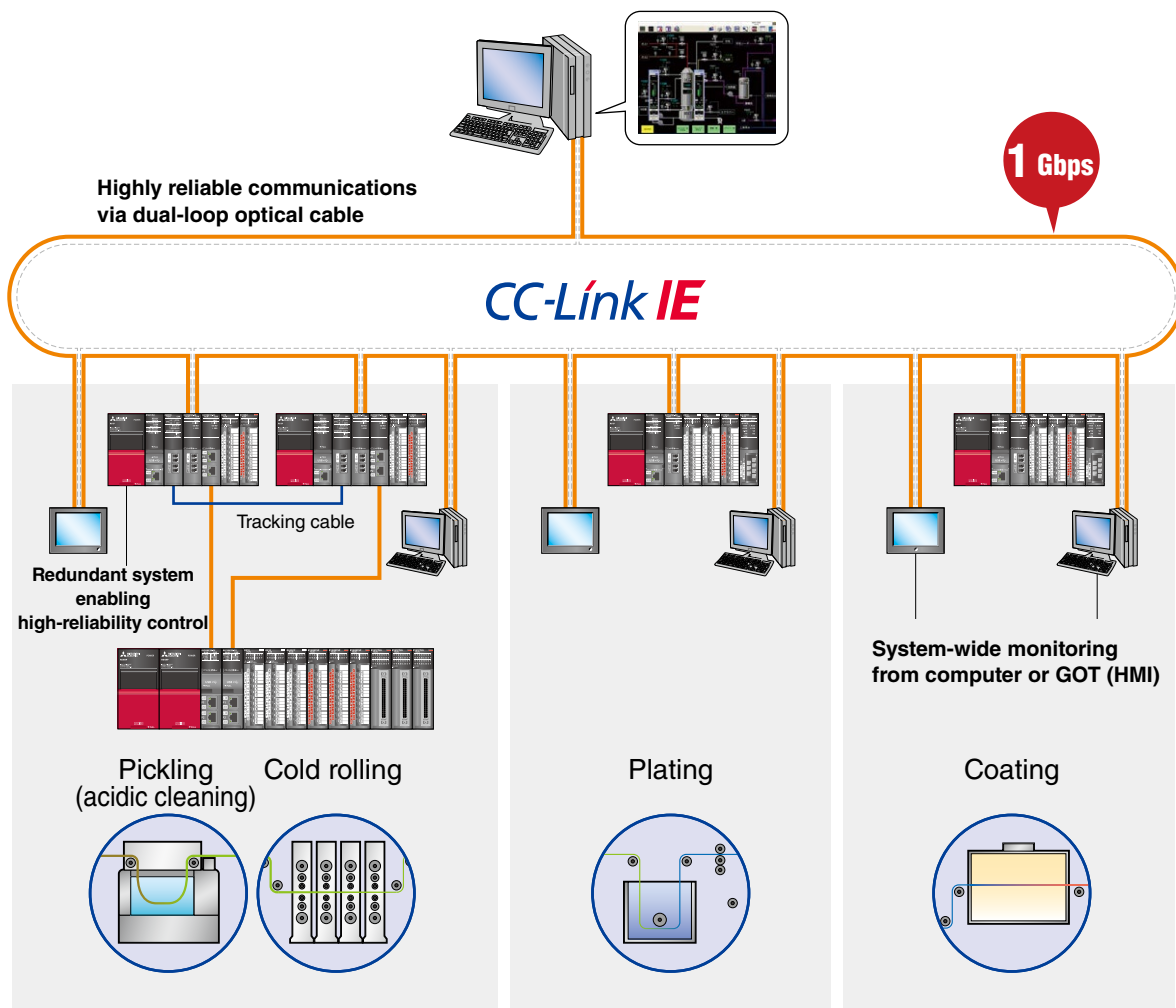 1 Gbps
Highly reliable communications
via dual-loop optical cable
CC-Link IE
Tracking cable
Redundant system
enabling
high-reliability control
System-wide monitoring
from computer or GOT (HMI)
Pickling
(acidic cleaning)
Cold rolling
Plating
Coating